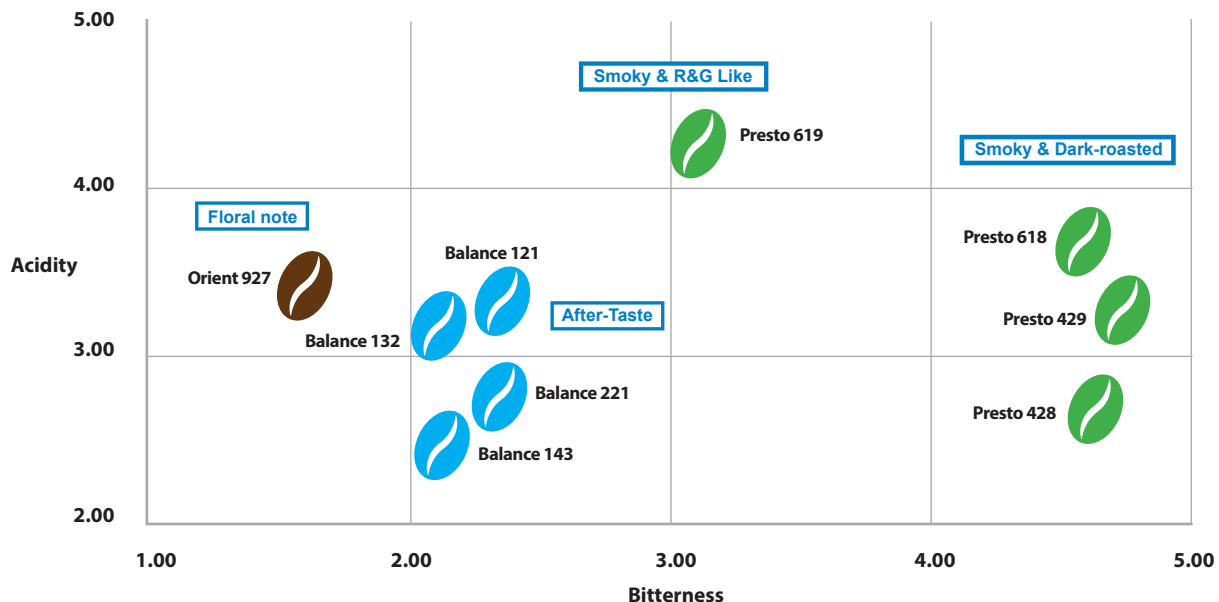 5.00
Smoky & R&G Like
Presto 619
Smoky & Dark-roasted
4.00
Floral note
Presto 618
Balance 121
Acidity
Orient 927
After-Taste
Presto 429
Balance 132
3.00
Balance 221
Presto 428
Balance 143
2.00
1.00 2.00 3.00 4.00 5.00
Bitterness